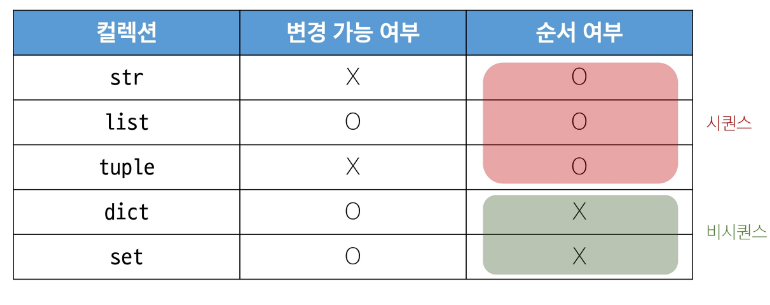 컬렉션 변경 가능 여부 순서 여부
str X O
list O O 시퀀스
tuple X O
dict O X
비시퀀스
set O X